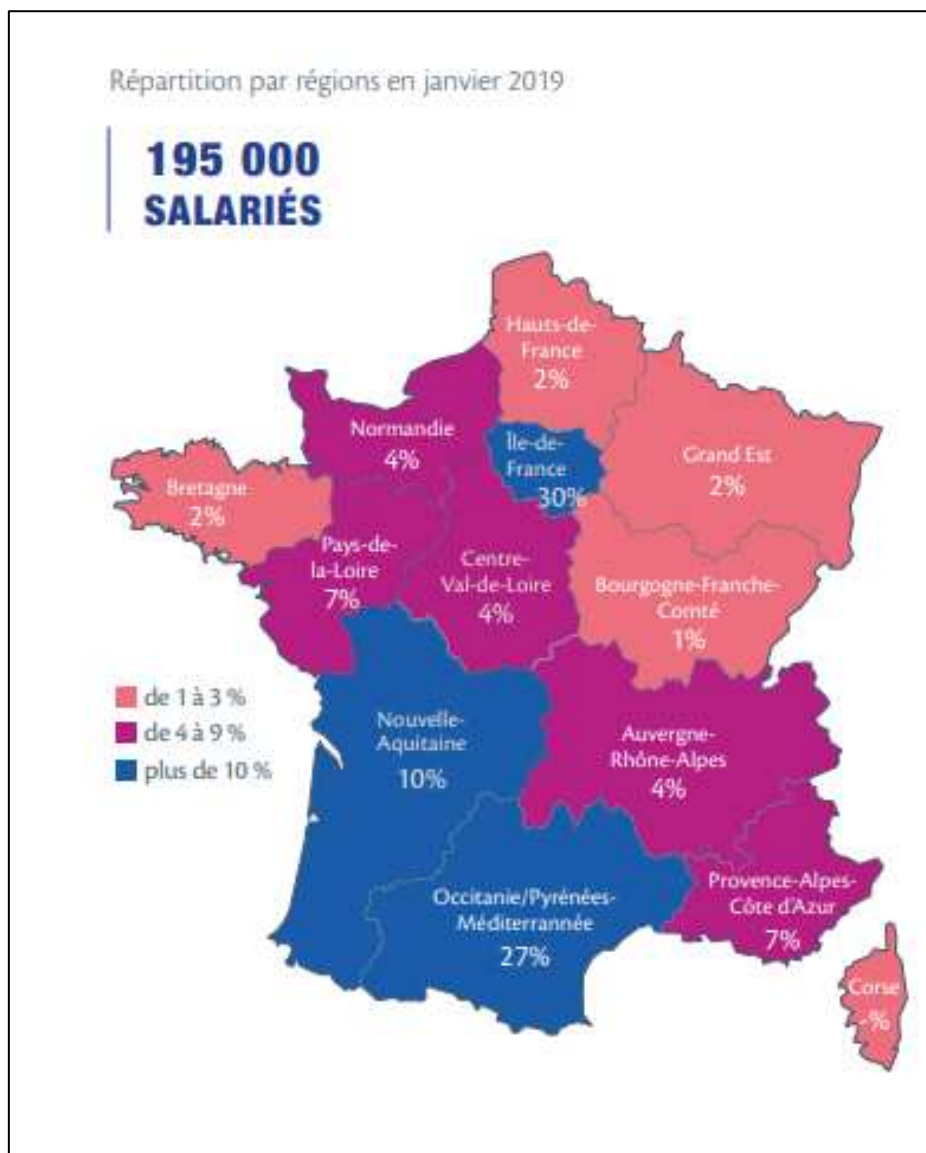 Répartition par régions en janvier 2019
195 000
SALARIÉS
Hauts-de-
France
2%
Normandie
4%
Île-de-
France
30%
Grand Est
2%
Bretagne
2%
Pays-de-
la-Loire
7%
Centre-
Val-de-Loire
4%
Bourgogne-Franche-
Comté
1%
de 1 à 3 %
de 4 à 9 %
plus de 10 %
Nouvelle-
Aquitaine
10%
Auvergne-
Rhône-Alpes
4%
Occitanie/Pyrénées-
Méditerrannée
27%
Provence-Alpes-
Côte d'Azur
7%
Corse
-%